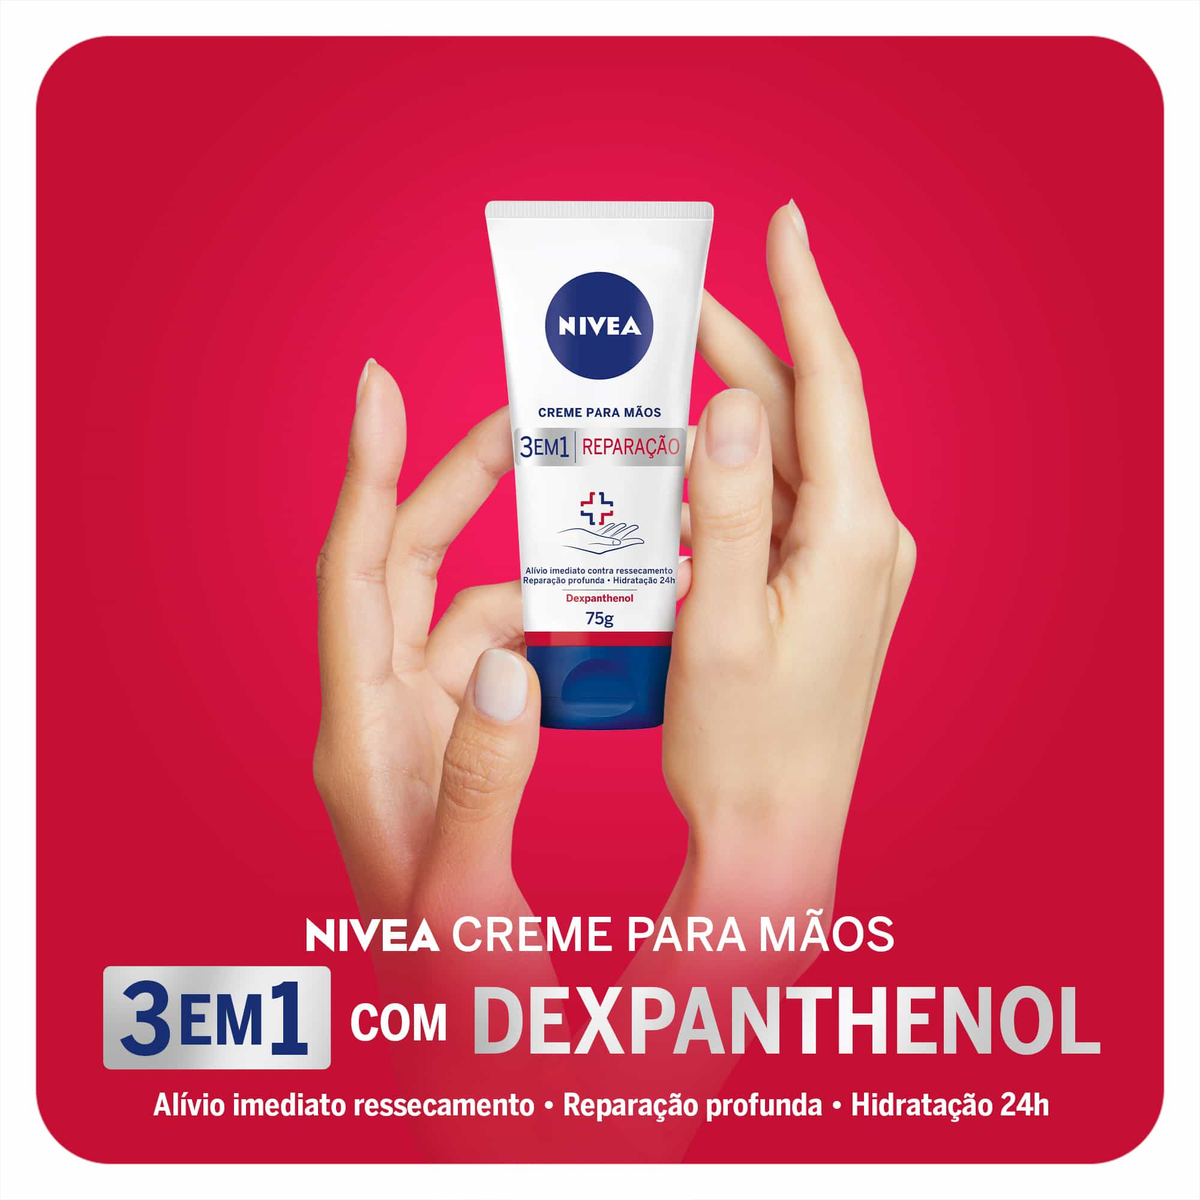 NIVEA
CREME PARA MÃOS
3EM1 REPARAÇÃO
Alívio imediato contra ressecamento
Reparação profunda • Hidratação 24h
Dexpanthenol
75g
NIVEA CREME PARA MÃOS
3EM1 COM DEXPANTHENOL
Alívio imediato ressecamento • Reparação profunda • Hidratação 24h